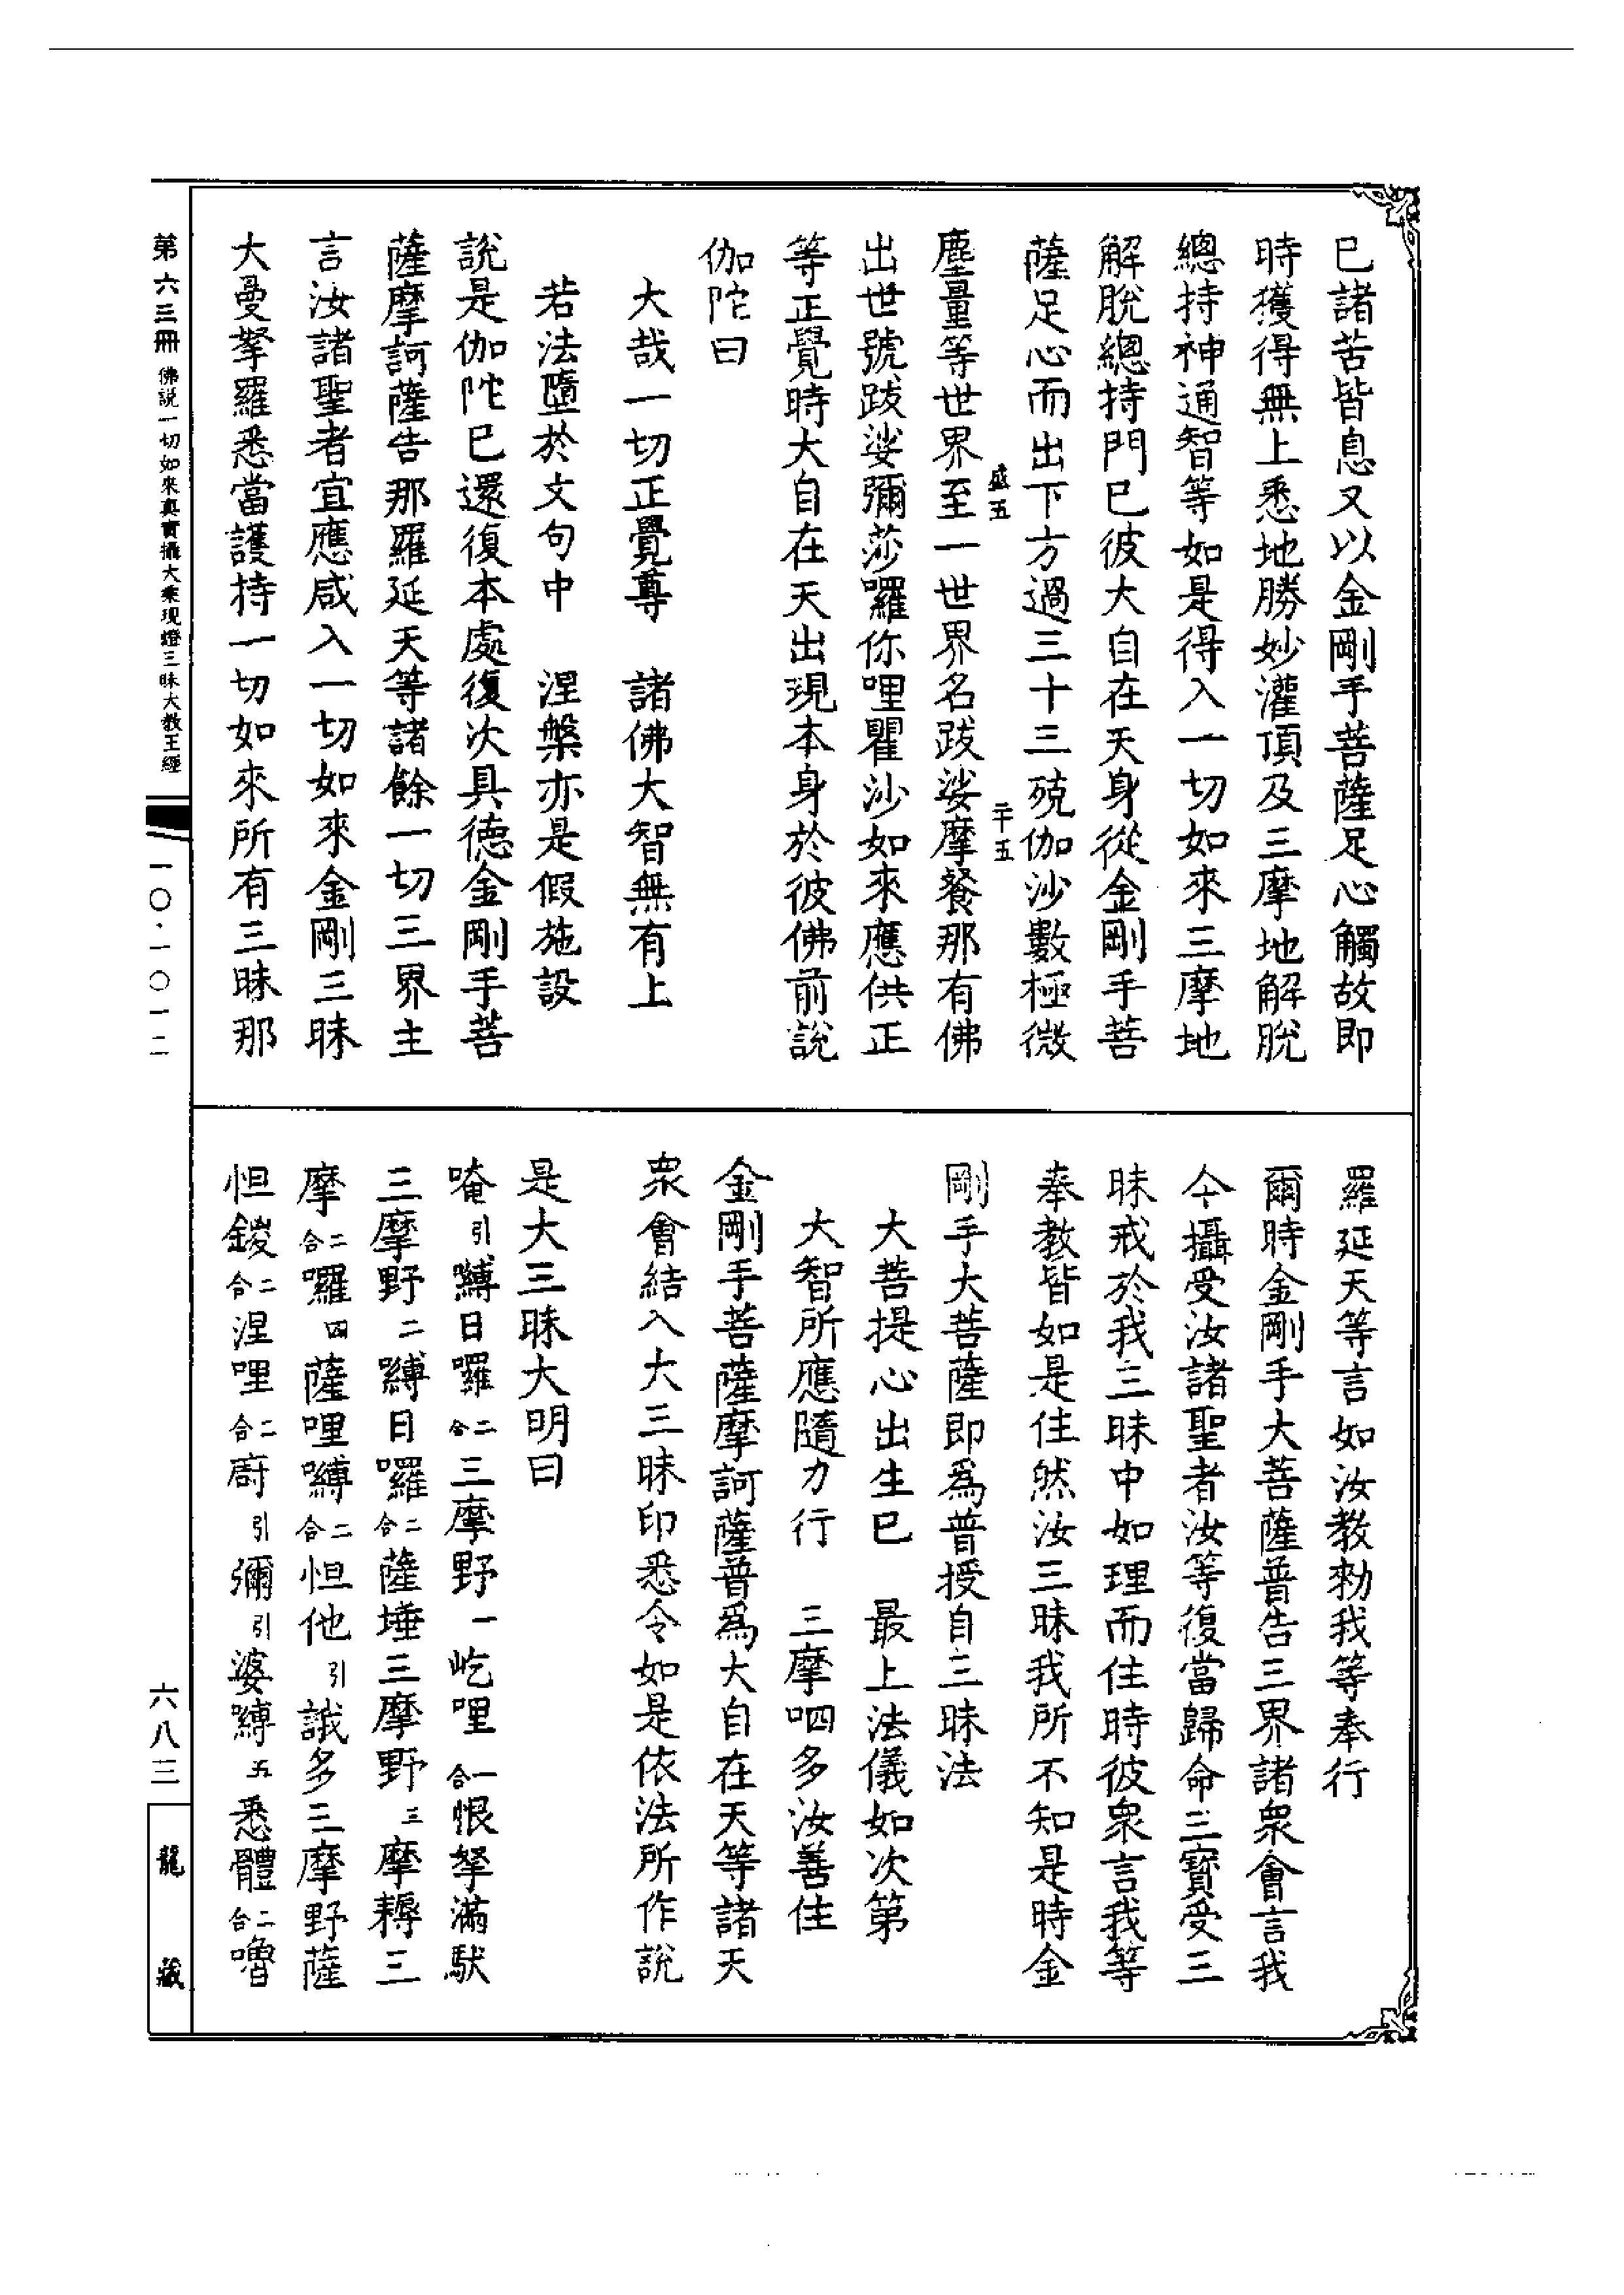 已諸苦皆息又以金剛手菩薩足心觸故即
時獲得無上悉地勝妙灌頂及三摩地解脫
總持神通智等如是得入一切如來三摩地
解脫總持門已彼大自在天身從金剛手菩
薩足心而出下方過三十三殑伽沙數極微
盛五
二十五
塵量等世界至一世界名跋娑摩餐那有佛
出世號跋娑彌莎囉你哩瞿沙如來應供正
等正覺時大自在天出現本身於彼佛前說
伽陀曰
大哉一切正覺尊 諸佛大智無有上
若法墮於文句中 涅槃亦是假施設
說是伽陀已還復本處復次具德金剛手菩
薩摩訶薩告那羅延天等諸餘一切三界主
言汝諸聖者宜應咸入一切如來金剛三昧
大曼拏羅悉當護持一切如來所有三昧那
羅延天等言如汝教勑我等奉行
爾時金剛手大菩薩普告三界諸衆會言我
今攝受汝諸聖者汝等復當歸命三寶受三
昧戒於我三昧中如理而住時彼衆言我等
奉教皆如是住然汝三昧我所不知是時金
剛手大菩薩即爲普授自三昧法
大菩提心出生已 最上法儀如次第
大智所應隨力行 三摩呬多汝善住
金剛手菩薩摩訶薩普爲大自在天等諸天
衆會結入大三昧印悉令如是依法所作說
是大三昧大明曰
唵引嚩日囉二合三摩野一屹哩二合恨拏滿馱
三摩野二嚩日囉二合薩埵三摩野三摩耨三
摩二合囉四薩哩嚩二合怛他引誐多三摩野薩
怛鑁二合涅哩二合廚引彌引婆嚩五悉體二合嚕
第六三冊 佛說一切如來真實攝大乘現證三昧大教王經
一〇·一〇一二
六八三
龍藏